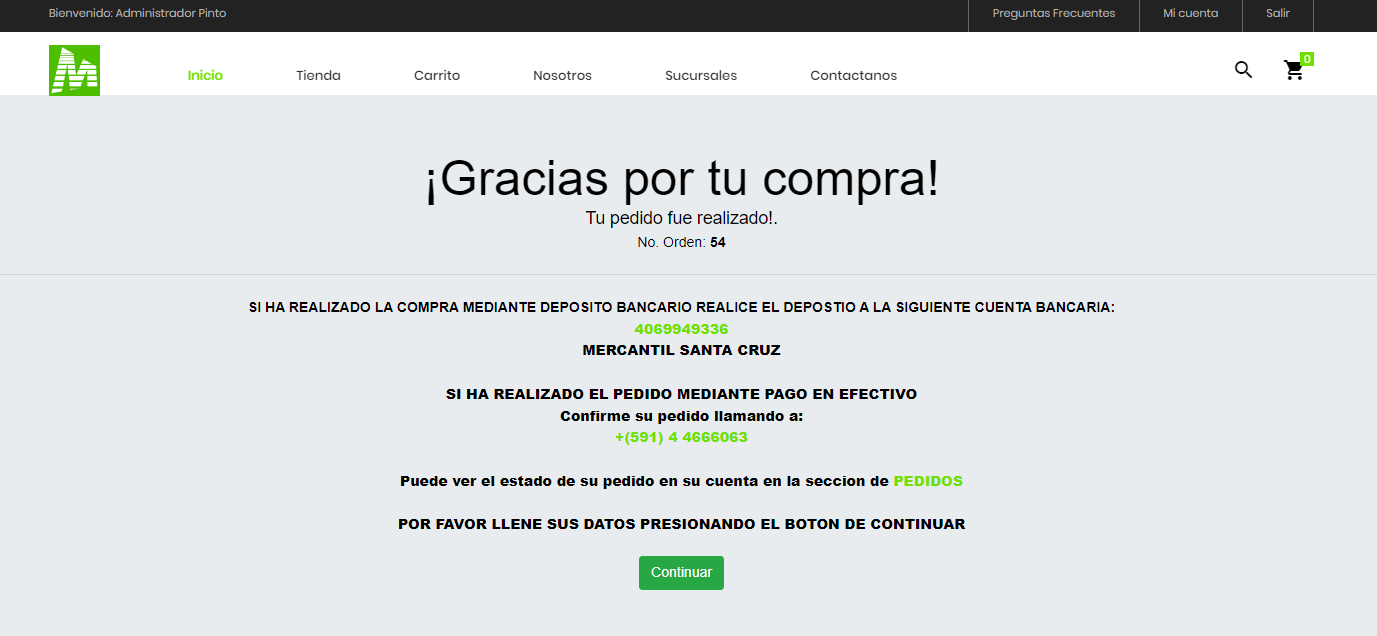 Bienvenido: Administrador Pinto
Preguntas Frecuentes
Mi cuenta
Salir
M
Inicio
Tienda
Carrito
Nosotros
Sucursales
Contactanos
0
¡Gracias por tu compra!
Tu pedido fue realizado!.
No. Orden: 54
SI HA REALIZADO LA COMPRA MEDIANTE DEPOSITO BANCARIO REALICE EL DEPOSTIO A LA SIGUIENTE CUENTA BANCARIA:
4069949336
MERCANTIL SANTA CRUZ
SI HA REALIZADO EL PEDIDO MEDIANTE PAGO EN EFECTIVO
Confirme su pedido llamando a:
+(591) 4 4666063
Puede ver el estado de su pedido en su cuenta en la seccion de PEDIDOS
POR FAVOR LLENE SUS DATOS PRESIONANDO EL BOTON DE CONTINUAR
Continuar